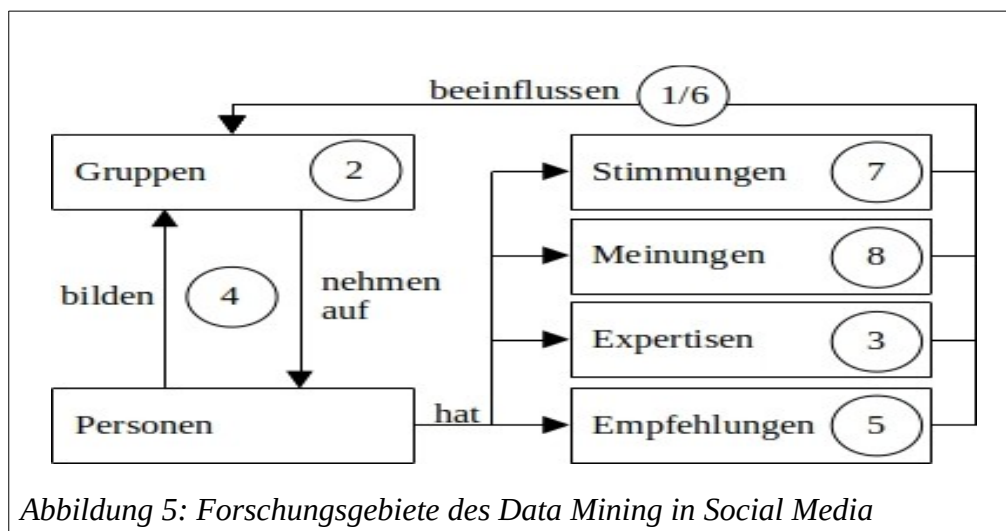 beeinflussen 1/6
Gruppen 2
Stimmungen 7
Meinungen 8
bilden 4 nehmen
auf
Expertisen 3
Personen hat
Empfehlungen 5
Abbildung 5: Forschungsgebiete des Data Mining in Social Media